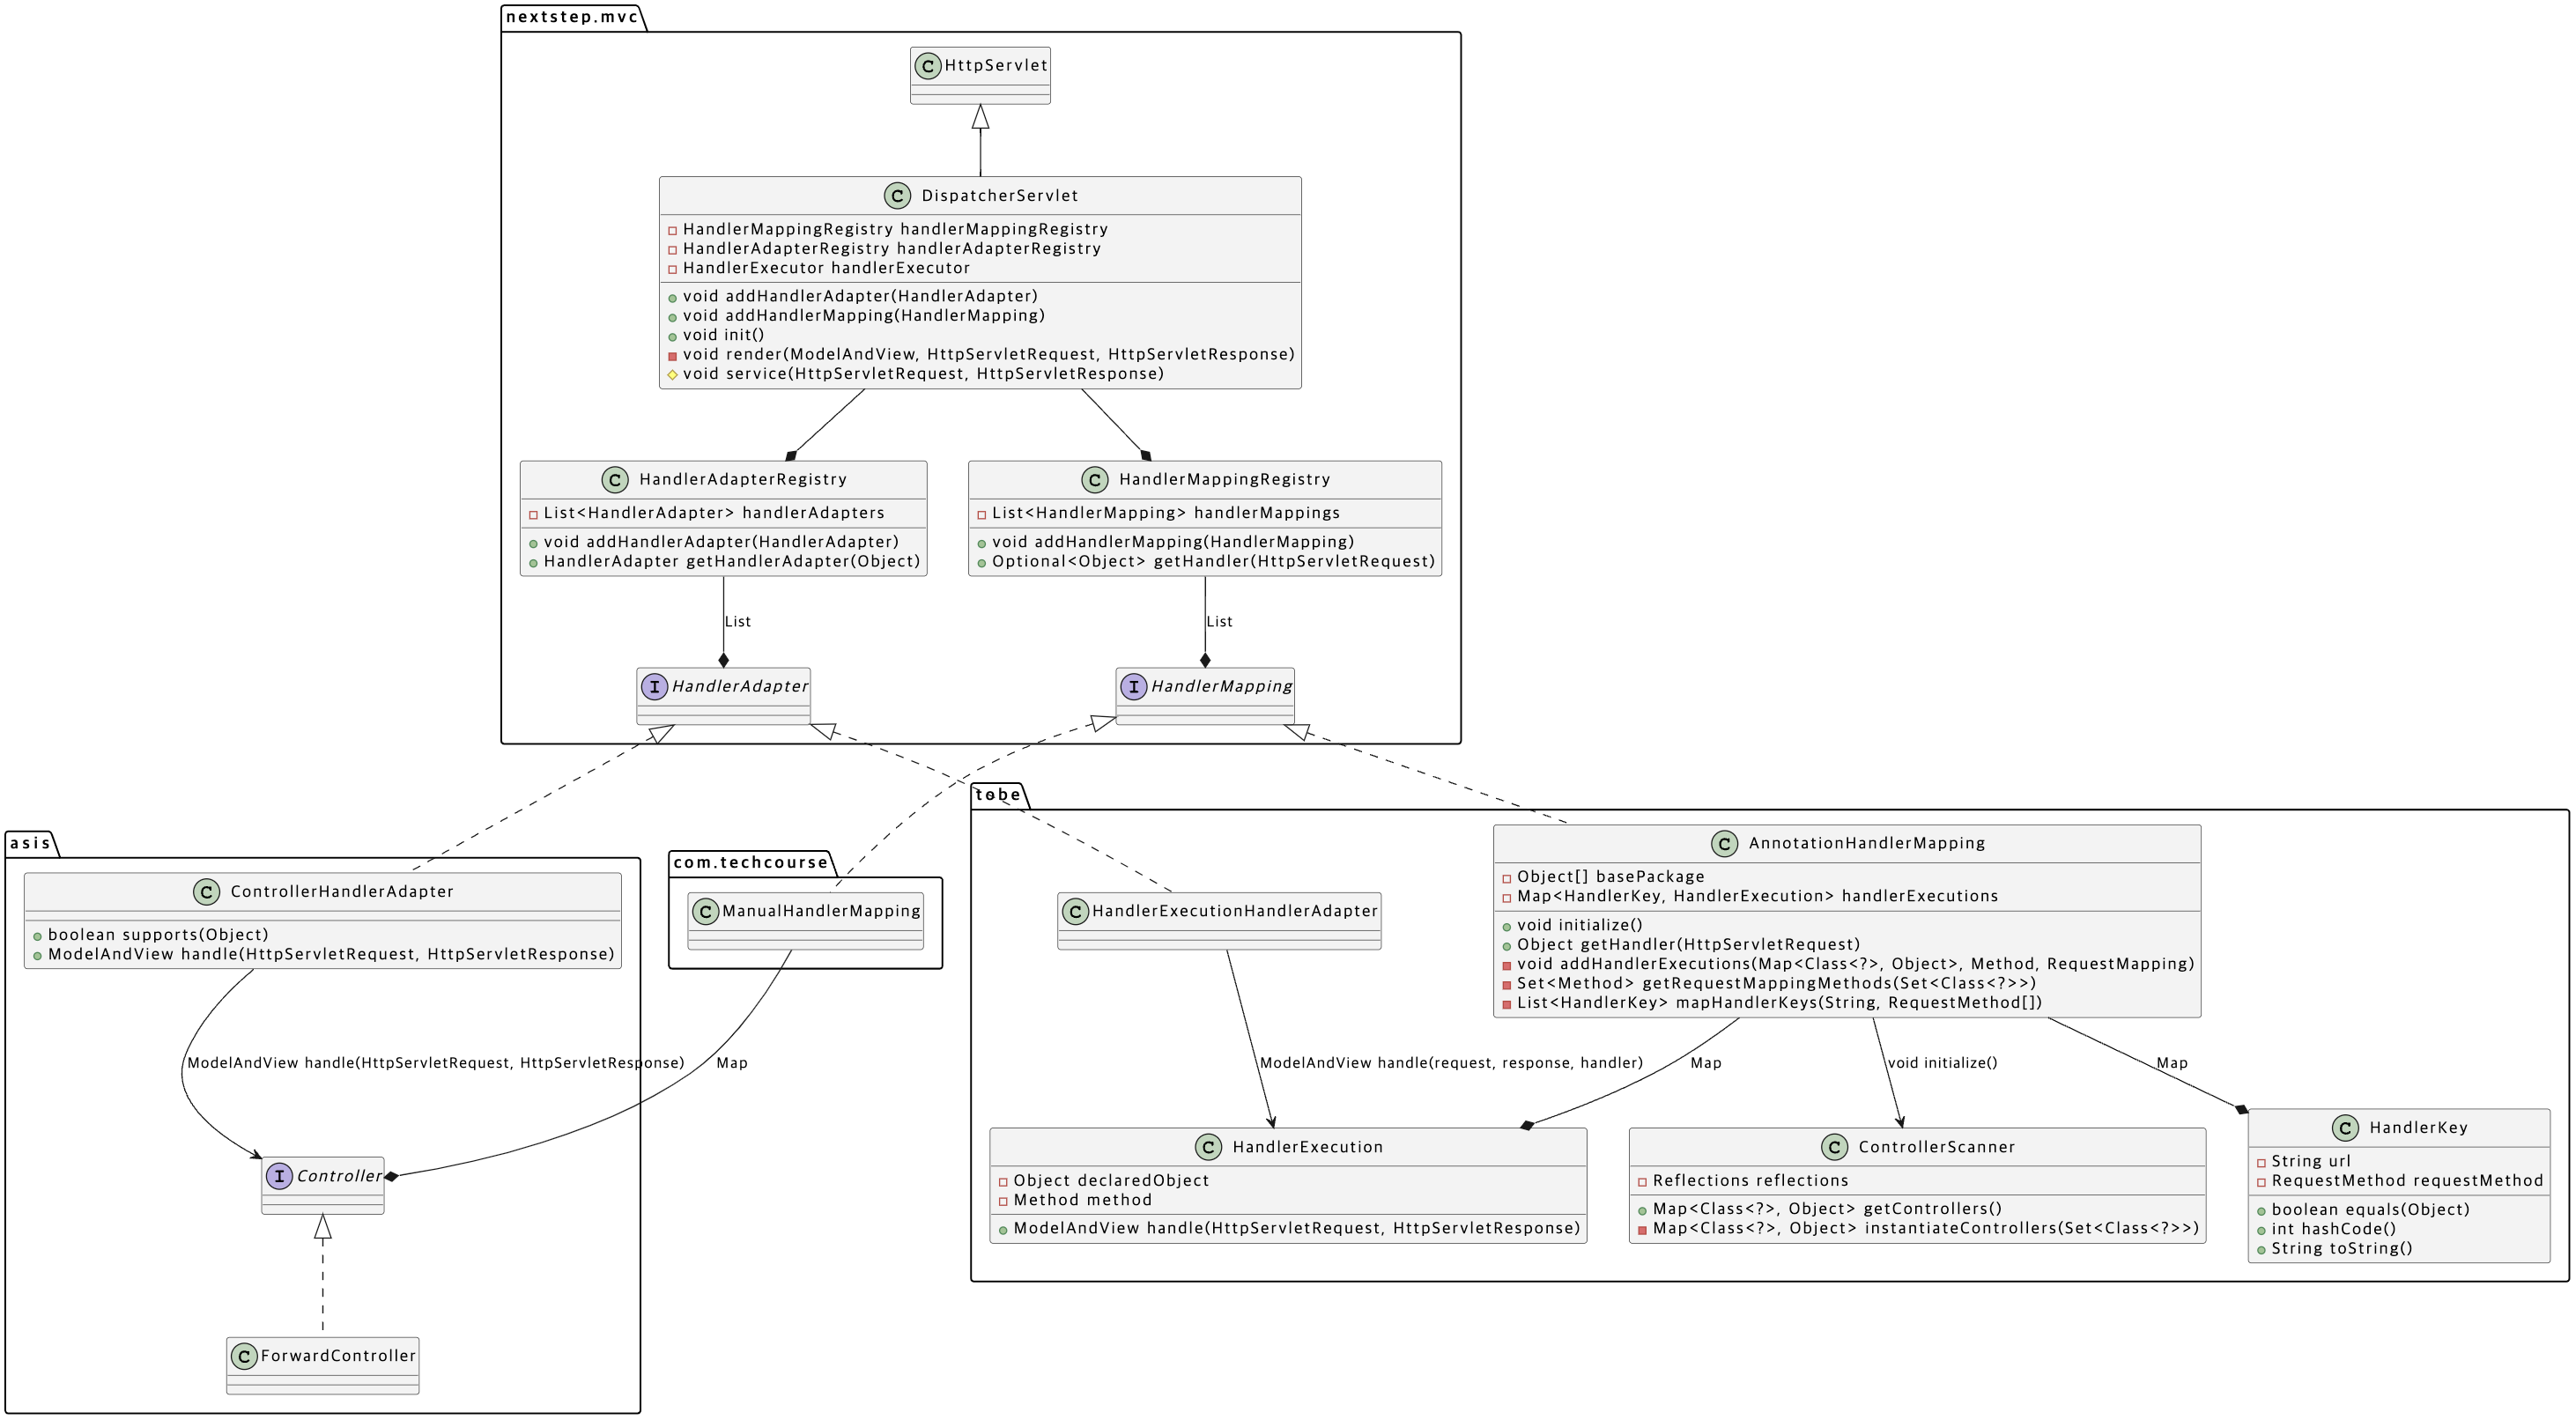 nextstep.mvc
C HttpServlet
C DispatcherServlet
HandlerMappingRegistry handlerMappingRegistry
HandlerAdapterRegistry handlerAdapterRegistry
HandlerExecutor handlerExecutor
void addHandlerAdapter(HandlerAdapter)
void addHandlerMapping(HandlerMapping)
void init()
void render(ModelAndView, HttpServletRequest, HttpServletResponse)
void service(HttpServletRequest, HttpServletResponse)
C HandlerAdapterRegistry
List<HandlerAdapter> handlerAdapters
void addHandlerAdapter(HandlerAdapter)
HandlerAdapter getHandlerAdapter(Object)
C HandlerMappingRegistry
List<HandlerMapping> handlerMappings
void addHandlerMapping(HandlerMapping)
Optional<Object> getHandler(HttpServletRequest)
List
List
I HandlerAdapter
I HandlerMapping
asis
C ControllerHandlerAdapter
boolean supports(Object)
ModelAndView handle(HttpServletRequest, HttpServletResponse)
ModelAndView handle(HttpServletRequest, HttpServletResponse)
I Controller
C ForwardController
com.techcourse
C ManualHandlerMapping
Map
tobe
C HandlerExecutionHandlerAdapter
C AnnotationHandlerMapping
Object[] basePackage
Map<HandlerKey, HandlerExecution> handlerExecutions
void initialize()
Object getHandler(HttpServletRequest)
void addHandlerExecutions(Map<Class<?>, Object>, Method, RequestMapping)
Set<Method> getRequestMappingMethods(Set<Class<?>>)
List<HandlerKey> mapHandlerKeys(String, RequestMethod[])
ModelAndView handle(request, response, handler)
Map
void initialize()
Map
C HandlerExecution
Object declaredObject
Method method
ModelAndView handle(HttpServletRequest, HttpServletResponse)
C ControllerScanner
Reflections reflections
Map<Class<?>, Object> getControllers()
Map<Class<?>, Object> instantiateControllers(Set<Class<?>>)
C HandlerKey
String url
RequestMethod requestMethod
boolean equals(Object)
int hashCode()
String toString()